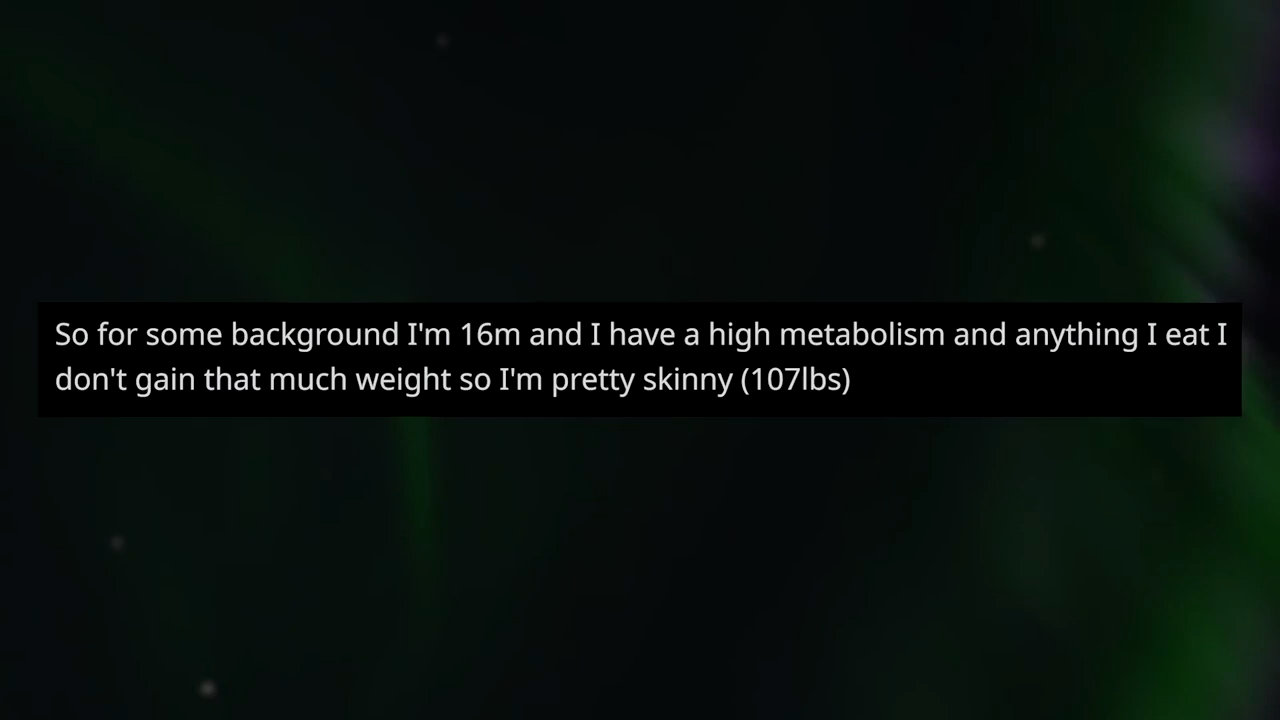 So for some background I'm 16m and I have a high metabolism and anything I eat I
don't gain that much weight so I'm pretty skinny (107lbs)